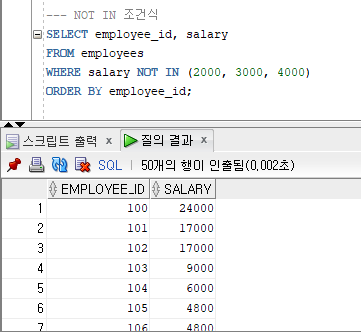 --- NOT IN 조건식
SELECT employee_id, salary
FROM employees
WHERE salary NOT IN (2000, 3000, 4000)
ORDER BY employee_id;
스크립트 출력 x 질의 결과 x
SQL | 50개의 행이 인출됨(0,002초)
EMPLOYEE_ID SALARY
1 100 24000
2 101 17000
3 102 17000
4 103 9000
5 104 6000
6 105 4800
7 106 4800